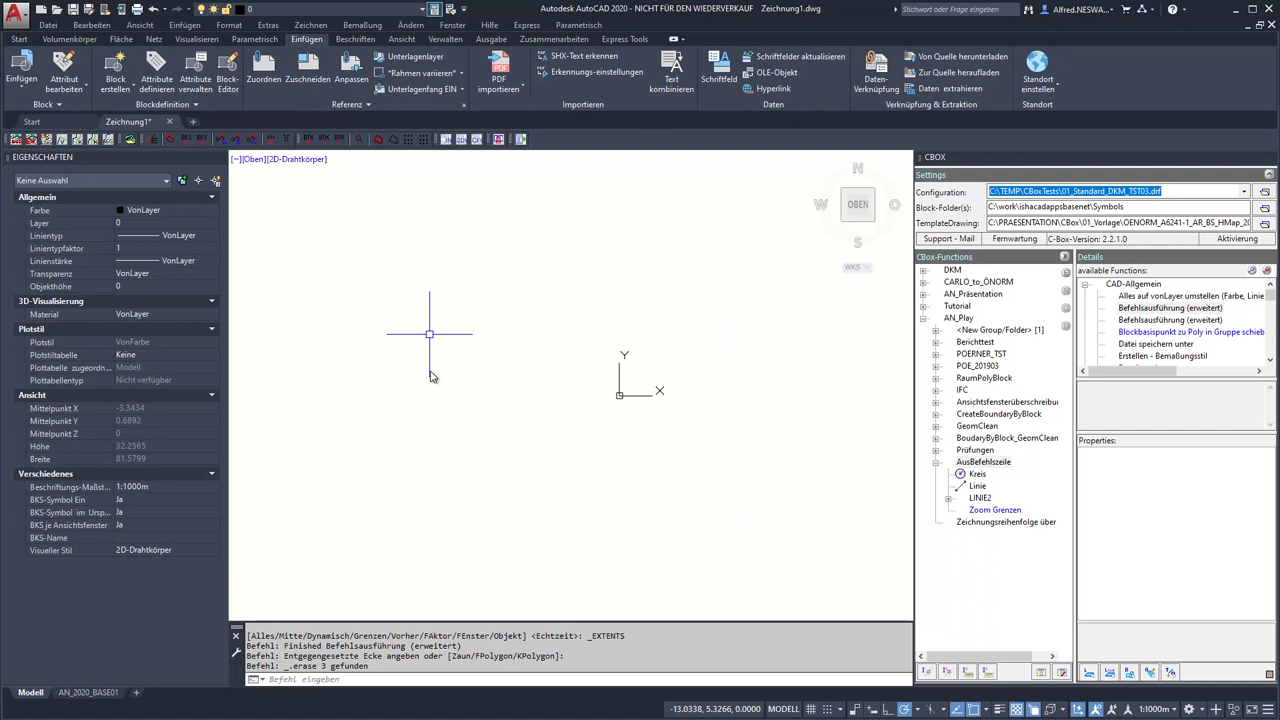 0
Autodesk AutoCAD 2020 - NICHT FÜR DEN WIEDERVERKAUF Zeichnung1.dwg
Stichwort oder Frage eingeben
Alfred.NESWA...
Datei Bearbeiten Ansicht Einfügen Format Extras Zeichnen Bemaßung Ändern Fenster Hilfe Express Parametrisch
Start Volumenkörper Fläche Netz Visualisieren Parametrisch Einfügen Beschriften Ansicht Verwalten Ausgabe Zusammenarbeiten Express Tools
Einfügen
Attribut bearbeiten
Block
Block erstellen
Attribute definieren
Attribute verwalten
Block-Editor
Blockdefinition
Zuordnen
Zuschneiden
Anpassen
Unterlagenlayer
*Rahmen variieren*
Unterlagenfang EIN
Referenz
PDF importieren
SHX-Text erkennen
Erkennungs-einstellungen
Text kombinieren
Importieren
Schriftfeld
Schriftfelder aktualisieren
OLE-Objekt
Hyperlink
Daten
Daten-Verknüpfung
Von Quelle herunterladen
Zur Quelle heraufladen
Daten extrahieren
Verknüpfung & Extraktion
Standort einstellen
Standort
Start Zeichnung1*
EIGENSCHAFTEN
Keine Auswahl
Allgemein
Farbe VonLayer
Layer 0
Linientyp VonLayer
Linientypfaktor 1
Linienstärke VonLayer
Transparenz VonLayer
Objekthöhe 0
3D-Visualisierung
Material VonLayer
Plotstil
Plotstil VonFarbe
Plotstiltabelle Keine
Plottabelle zugeordn... Modell
Plottabellentyp Nicht verfügbar
Ansicht
Mittelpunkt X -3.3434
Mittelpunkt Y 0.6892
Mittelpunkt Z 0
Höhe 32.2565
Breite 81.5799
Verschiedenes
Beschriftungs-Maßst... 1:1000m
BKS-Symbol Ein Ja
BKS-Symbol im Ursp... Ja
BKS je Ansichtsfenster Ja
BKS-Name
Visueller Stil 2D-Drahtkörper
[−][Oben][2D-Drahtkörper]
N
W OBEN O
S
WKS
Y
X
[Alles/Mitte/Dynamisch/Grenzen/Vorher/FAktor/FEnster/Objekt] <Echtzeit>: _EXTENTS
Befehl: Finished Befehlsausführung (erweitert)
Befehl: Entgegengesetzte Ecke angeben oder [Zaun/FPolygon/KPolygon]:
Befehl: _.erase 3 gefunden
Befehl eingeben
CBOX
Settings
Configuration: C:\TEMP\CBoxTests\01_Standard_DKM_TST03.drf
Block-Folder(s): C:\work\ishacadappsbasenet\Symbols
TemplateDrawing: C:\PRAESENTATION\CBox\01_Vorlage\OENORM_A6241-1_AR_BS_HMap_20
Support - Mail Fernwartung C-Box-Version: 2.2.1.0 Aktivierung
CBox-Functions
DKM
CARLO_to_ÖNORM
AN_Präsentation
Tutorial
AN_Play
<New Group/Folder> [1]
Berichttest
POERNER_TST
POE_201903
RaumPolyBlock
IFC
Ansichtsfensterüberschreibu
CreateBoundaryByBlock
GeomClean
BoudaryByBlock_GeomClean
Prüfungen
AusBefehlszeile
Kreis
Linie
LINIE2
Zoom Grenzen
Zeichnungsreihenfolge über
Details
available Functions:
CAD-Allgemein
Alles auf vonLayer umstellen (Farbe, Linie
Befehlsausführung (erweitert)
Befehlsausführung (erweitert)
Blockbasispunkt zu Poly in Gruppe schieb
Datei speichern unter
Erstellen - Bemaßungsstil
Properties:
Modell AN_2020_BASE01
-13.0338, 5.3266, 0.0000 MODELL
1:1000m